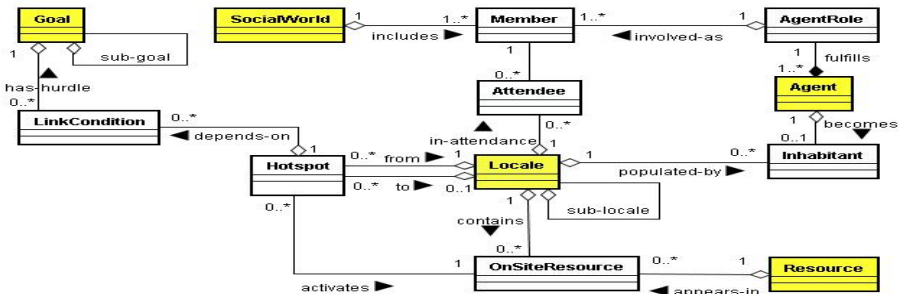 Goal
SocialWorld
1
includes
1..*
Member
1..*
involved-as
1
AgentRole
1
sub-goal
has-hurdle
0..*
LinkCondition
0..*
depends-on
1
1
0..*
Attendee
in-attendance
0..*
1
fulfills
1..*
Agent
1
becomes
0..1
Inhabitant
Hotspot
0..*
from
1
0..*
to
0..1
Locale
1
populated-by
0..*
sub-locale
1
contains
0..*
0..*
activates
1
OnSiteResource
0..*
appears-in
1
Resource